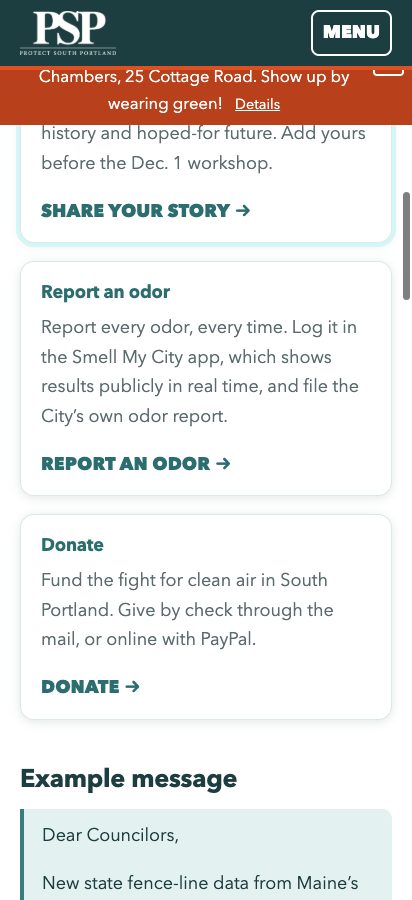 PSP
PROTECT SOUTH PORTLAND
MENU
Chambers, 25 Cottage Road. Show up by
wearing green! Details
history and hoped-for future. Add yours
before the Dec. 1 workshop.
SHARE YOUR STORY →
Report an odor
Report every odor, every time. Log it in
the Smell My City app, which shows
results publicly in real time, and file the
City’s own odor report.
REPORT AN ODOR →
Donate
Fund the fight for clean air in South
Portland. Give by check through the
mail, or online with PayPal.
DONATE →
Example message
Dear Councilors,
New state fence-line data from Maine’s